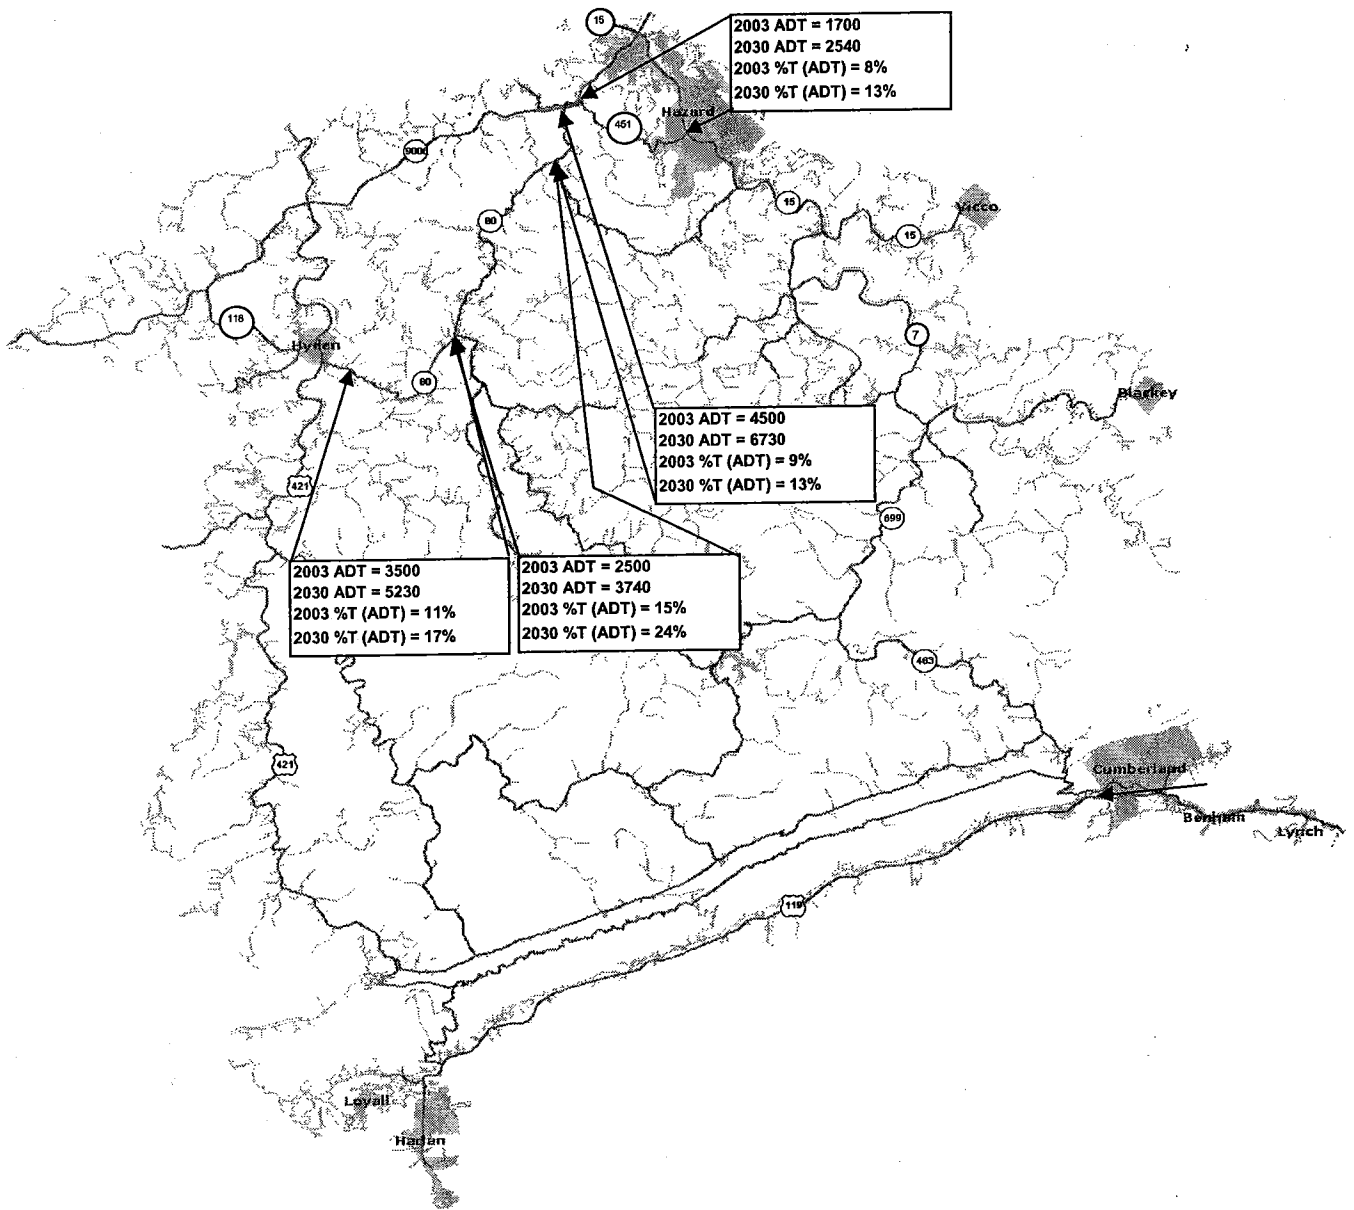 15
2003 ADT = 1700
2030 ADT = 2540
2003 %T (ADT) = 8%
2030 %T (ADT) = 13%
Hazard
451
9006
80
15
Vicco
15
118
Hyden
7
80
Blackey
2003 ADT = 4500
2030 ADT = 6730
2003 %T (ADT) = 9%
2030 %T (ADT) = 13%
421
699
2003 ADT = 3500
2030 ADT = 5230
2003 %T (ADT) = 11%
2030 %T (ADT) = 17%
2003 ADT = 2500
2030 ADT = 3740
2003 %T (ADT) = 15%
2030 %T (ADT) = 24%
463
421
Cumberland
Benham
Lynch
119
Loyall
Harlan